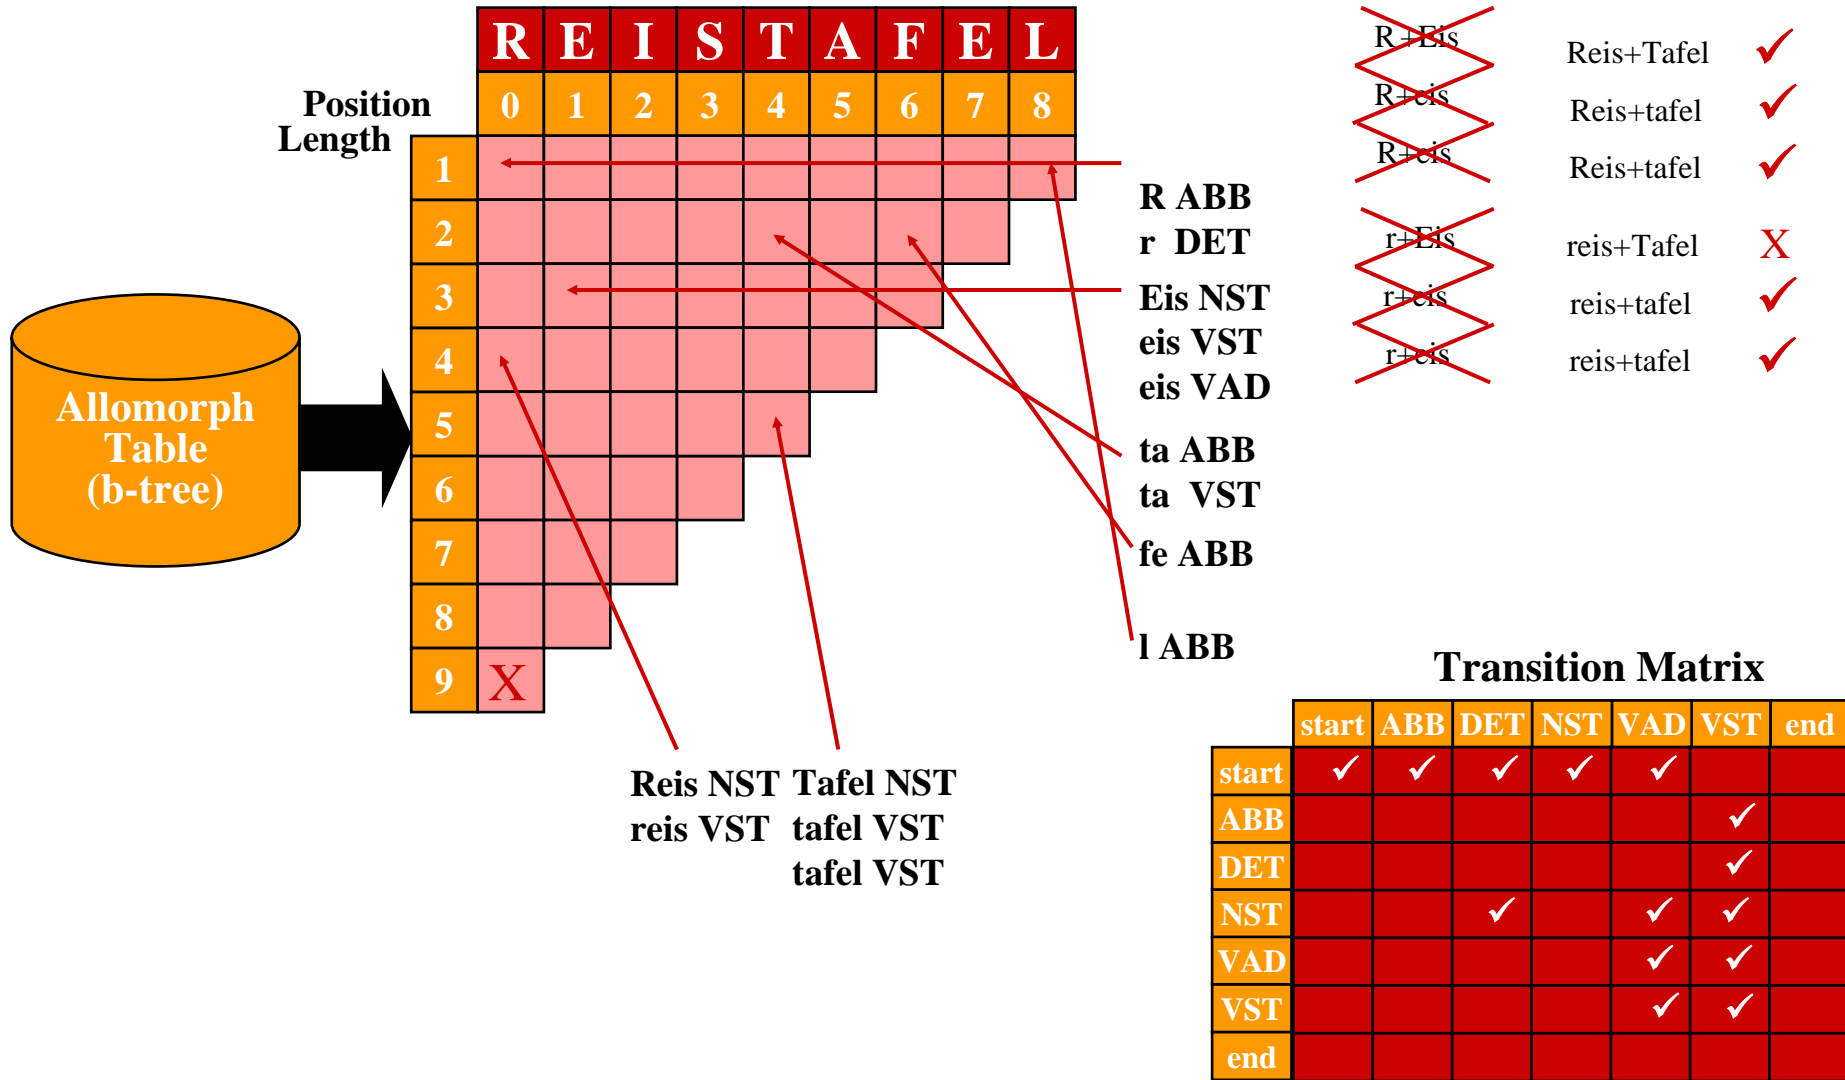 R E I S T A F E L
Position 0 1 2 3 4 5 6 7 8
Length
1
2
3
4
5
6
7
8
9 X
Allomorph
Table
(b-tree)
R ABB
r DET
Eis NST
eis VST
eis VAD
ta ABB
ta VST
fe ABB
l ABB
Reis NST
reis VST
Tafel NST
tafel VST
tafel VST
R+Eis
R+eis
R+eis
r+Eis
r+eis
r+eis
Reis+Tafel ✓
Reis+tafel ✓
Reis+tafel ✓
reis+Tafel X
reis+tafel ✓
reis+tafel ✓
Transition Matrix
start ABB DET NST VAD VST end
start ✓ ✓ ✓ ✓ ✓
ABB ✓
DET ✓
NST ✓ ✓ ✓
VAD ✓ ✓
VST ✓ ✓
end